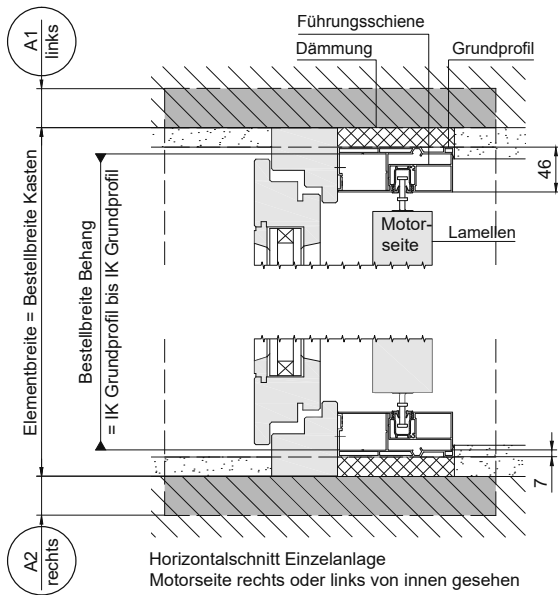 A1
links
Führungsschiene
Dämmung
Grundprofil
46
Motor-
seite
Lamellen
Elementbreite = Bestellbreite Kasten
Bestellbreite Behang
= IK Grundprofil bis IK Grundprofil
7
A2
rechts
Horizontalschnitt Einzelanlage
Motorseite rechts oder links von innen gesehen